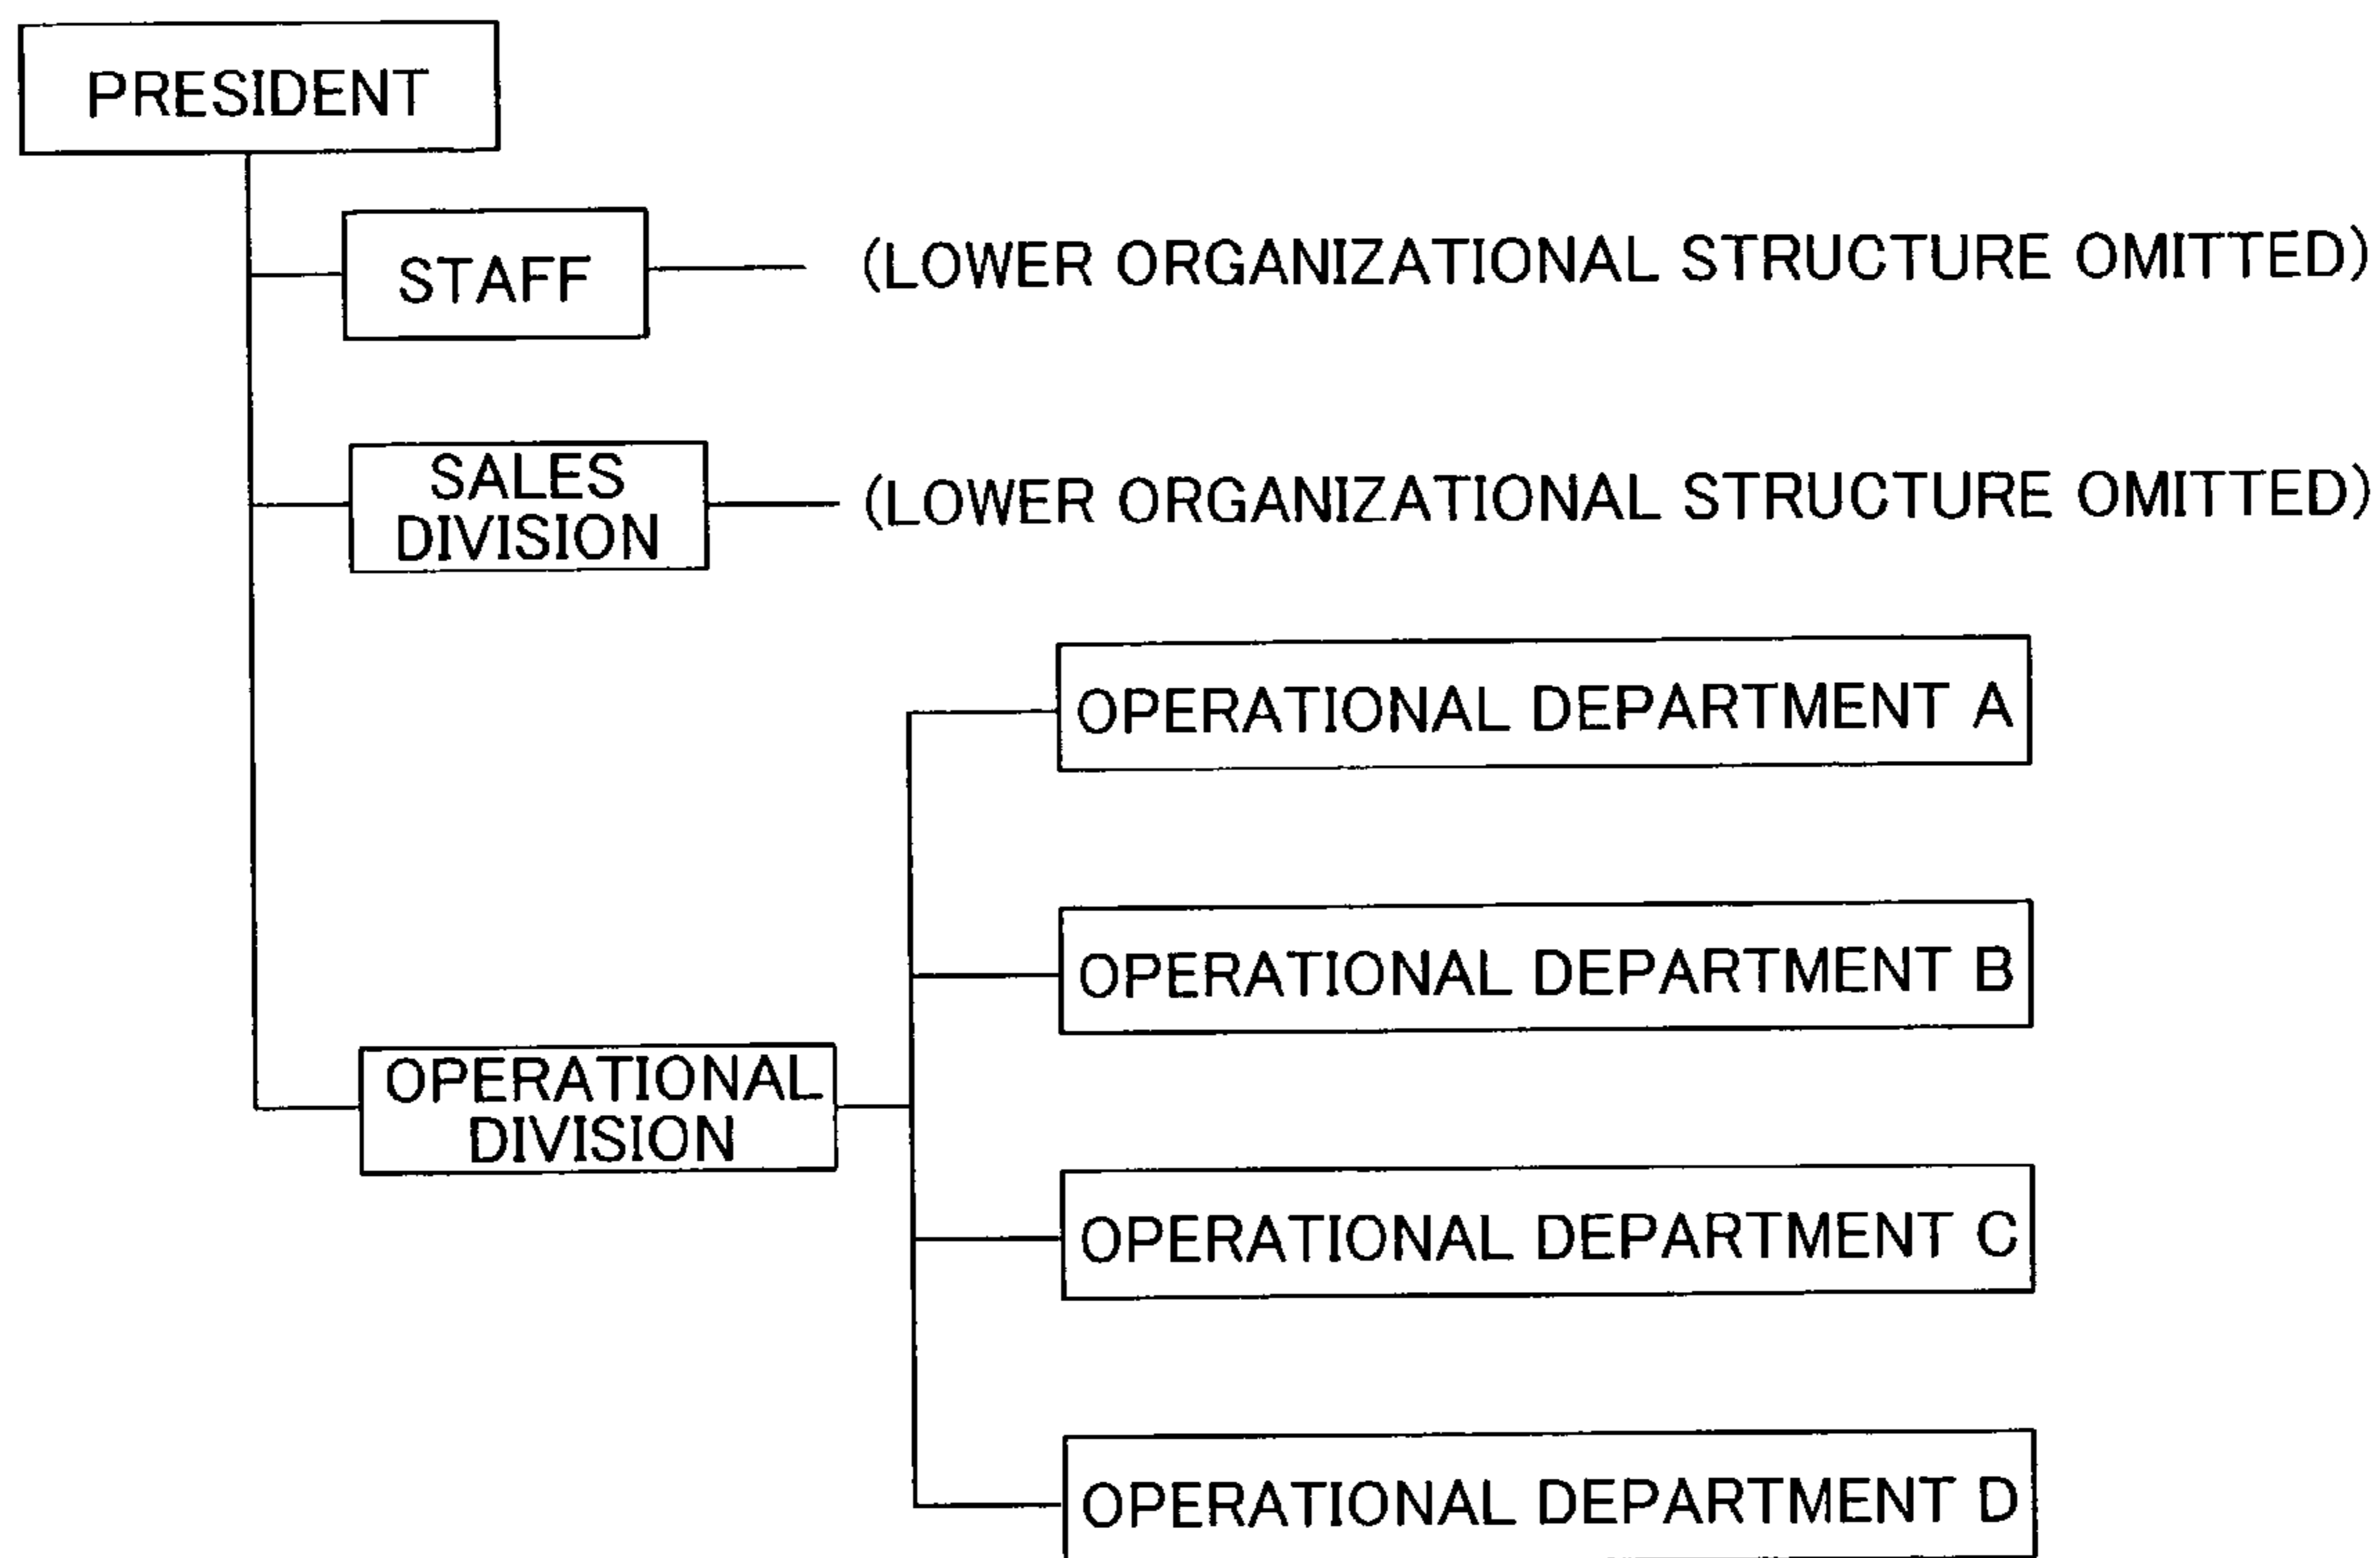 PRESIDENT
STAFF
(LOWER ORGANIZATIONAL STRUCTURE OMITTED)
SALES
DIVISION
(LOWER ORGANIZATIONAL STRUCTURE OMITTED)
OPERATIONAL DEPARTMENT A
OPERATIONAL DEPARTMENT B
OPERATIONAL
DIVISION
OPERATIONAL DEPARTMENT C
OPERATIONAL DEPARTMENT D